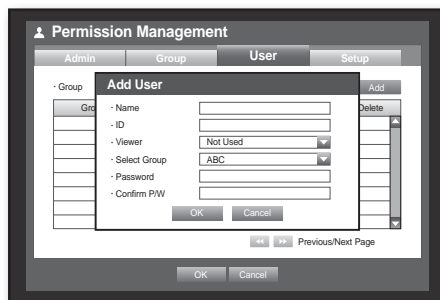 Permission Management
Admin Group User Setup
· Group Add
Add User
Gro Delete
· Name
· ID
· Viewer Not Used
· Select Group ABC
· Password
· Confirm P/W
OK Cancel
Previous/Next Page
OK Cancel